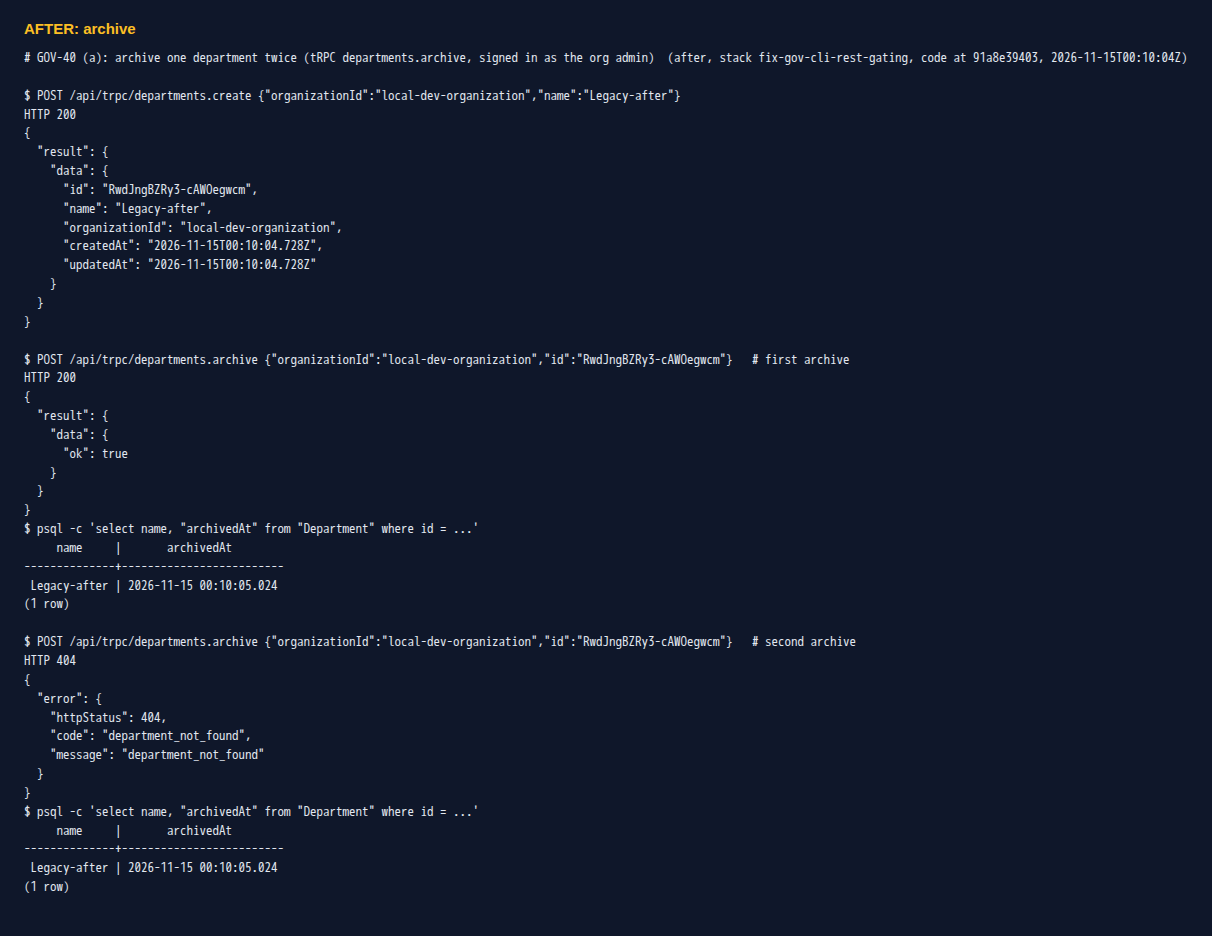 AFTER: archive
# GOV-40 (a): archive one department twice (tRPC departments.archive, signed in as the org admin)  (after, stack fix-gov-cli-rest-gating, code at 91a8e39403, 2026-11-15T00:10:04Z)
$ POST /api/trpc/departments.create {"organizationId":"local-dev-organization","name":"Legacy-after"}
HTTP 200
{
  "result": {
    "data": {
      "id": "RwdJngBZRy3-cAWOegwcm",
      "name": "Legacy-after",
      "organizationId": "local-dev-organization",
      "createdAt": "2026-11-15T00:10:04.728Z",
      "updatedAt": "2026-11-15T00:10:04.728Z"
    }
  }
}
$ POST /api/trpc/departments.archive {"organizationId":"local-dev-organization","id":"RwdJngBZRy3-cAWOegwcm"}   # first archive
HTTP 200
{
  "result": {
    "data": {
      "ok": true
    }
  }
}
$ psql -c 'select name, "archivedAt" from "Department" where id = ...'
     name     |       archivedAt
--------------+-------------------------
 Legacy-after | 2026-11-15 00:10:05.024
(1 row)
$ POST /api/trpc/departments.archive {"organizationId":"local-dev-organization","id":"RwdJngBZRy3-cAWOegwcm"}   # second archive
HTTP 404
{
  "error": {
    "httpStatus": 404,
    "code": "department_not_found",
    "message": "department_not_found"
  }
}
$ psql -c 'select name, "archivedAt" from "Department" where id = ...'
     name     |       archivedAt
--------------+-------------------------
 Legacy-after | 2026-11-15 00:10:05.024
(1 row)